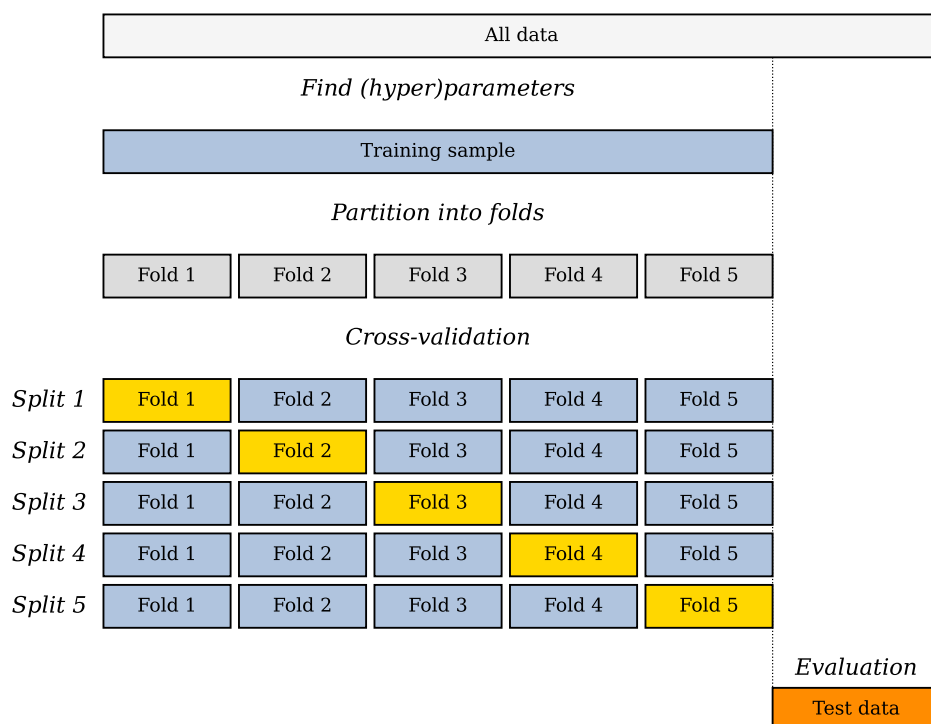 All data
Find (hyper)parameters
Training sample
Partition into folds
Fold 1 Fold 2 Fold 3 Fold 4 Fold 5
Cross-validation
Split 1 Fold 1 Fold 2 Fold 3 Fold 4 Fold 5
Split 2 Fold 1 Fold 2 Fold 3 Fold 4 Fold 5
Split 3 Fold 1 Fold 2 Fold 3 Fold 4 Fold 5
Split 4 Fold 1 Fold 2 Fold 3 Fold 4 Fold 5
Split 5 Fold 1 Fold 2 Fold 3 Fold 4 Fold 5
Evaluation
Test data